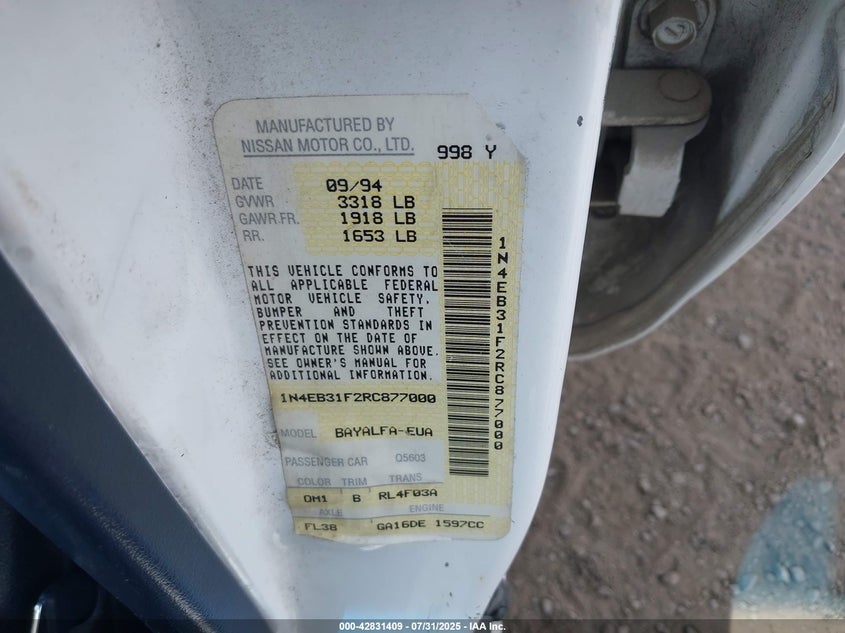 MANUFACTURED BY
NISSAN MOTOR CO., LTD.
998 Y
DATE 09/94
GVWR 3318 LB
GAWR FR. 1918 LB
RR. 1653 LB
THIS VEHICLE CONFORMS TO
ALL APPLICABLE FEDERAL
MOTOR VEHICLE SAFETY,
BUMPER AND THEFT
PREVENTION STANDARDS IN
EFFECT ON THE DATE OF
MANUFACTURE SHOWN ABOVE.
SEE OWNER'S MANUAL FOR
ADDITIONAL INFORMATION.
1N4EB31F2RC877000
MODEL BAYALFA-EUA
PASSENGER CAR Q5603
COLOR TRIM TRANS
QM1 B RL4F03A
AXLE ENGINE
FL38 GA16DE 1597CC
1N4EB31F2RC877000
000-42831409 - 07/31/2025 - IAA Inc.